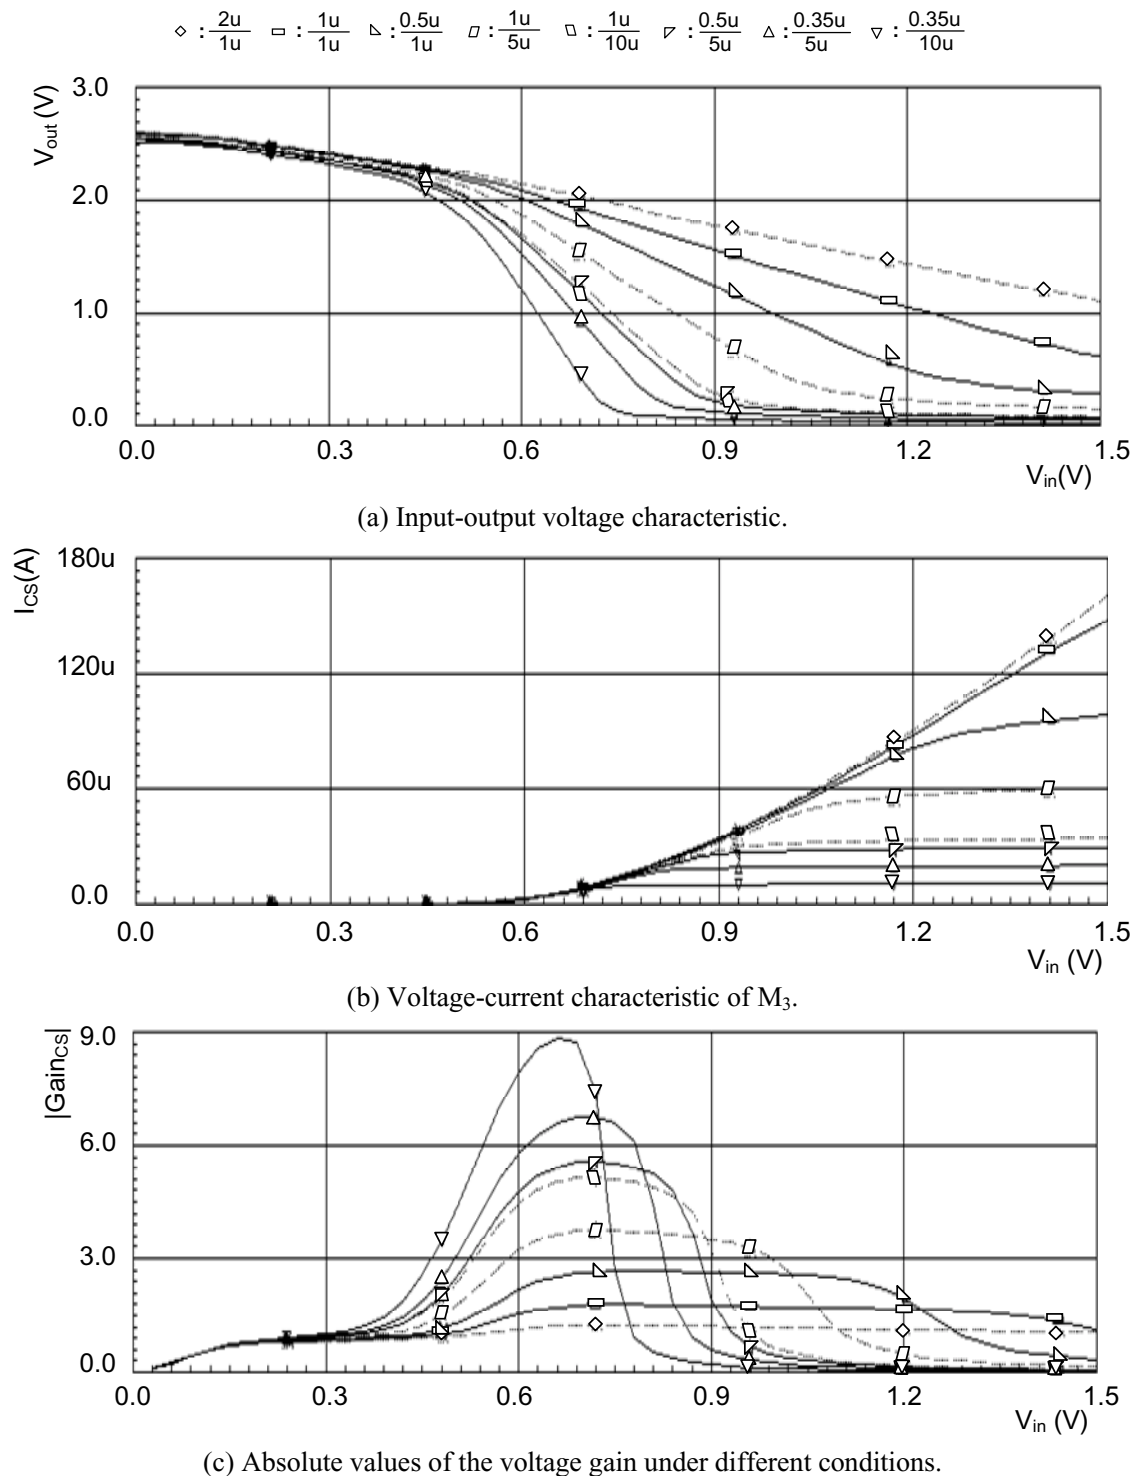 ◇ : 2u/1u ▭ : 1u/1u ◺ : 0.5u/1u ▱ : 1u/5u ▱ : 1u/10u ◸ : 0.5u/5u △ : 0.35u/5u ▽ : 0.35u/10u
Vout (V)
3.0
2.0
1.0
0.0
0.0 0.3 0.6 0.9 1.2 1.5
Vin(V)
(a) Input-output voltage characteristic.
ICS(A)
180u
120u
60u
0.0
0.0 0.3 0.6 0.9 1.2 1.5
Vin (V)
(b) Voltage-current characteristic of M3.
|GainCS|
9.0
6.0
3.0
0.0
0.0 0.3 0.6 0.9 1.2 1.5
Vin (V)
(c) Absolute values of the voltage gain under different conditions.